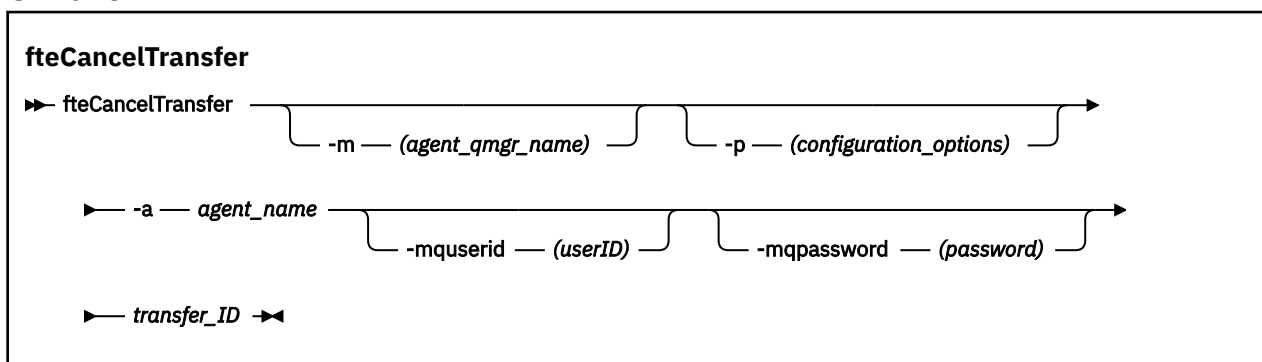 fteCancelTransfer
fteCancelTransfer
-m (agent_qmgr_name) -p (configuration_options)
-a agent_name
-mquserid (userID) -mqpassword (password)
transfer_ID